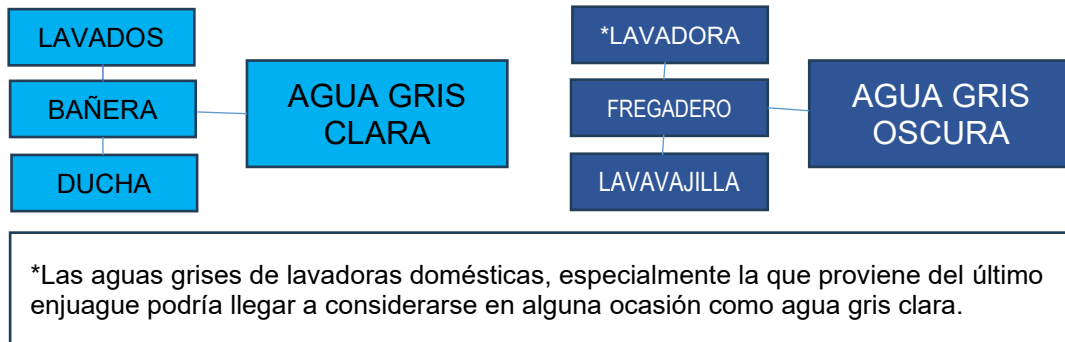 LAVADOS
BAÑERA
DUCHA
AGUA GRIS
CLARA
*LAVADORA
FREGADERO
LAVAVAJILLA
AGUA GRIS
OSCURA
*Las aguas grises de lavadoras domésticas, especialmente la que proviene del último
enjuague podría llegar a considerarse en alguna ocasión como agua gris clara.